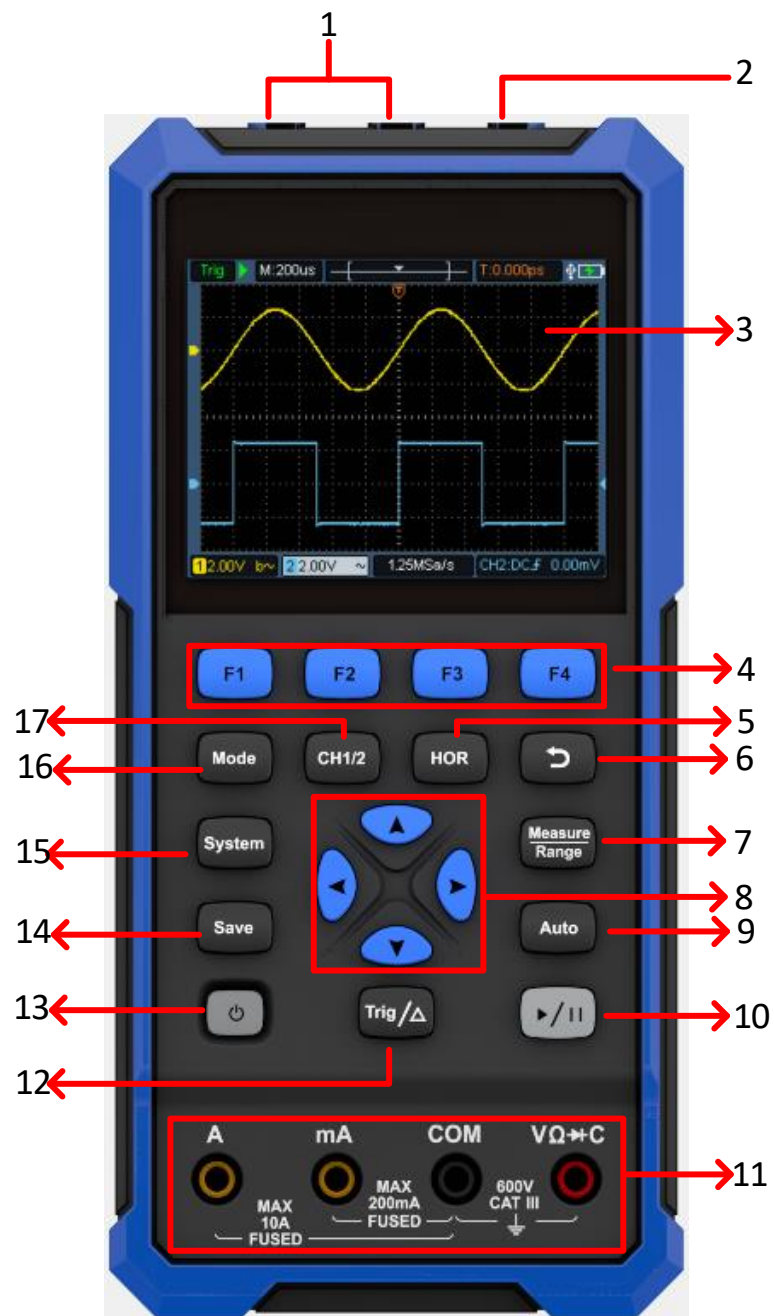 1
2
Trig M:200us T:0.000ps
3
1 2.00V b~ 2 2.00V ~ 1.25MSa/s CH2:DC 0.00mV
F1 F2 F3 F4
4
17
5
Mode CH1/2 HOR
16
6
System Measure
Range
15
7
8
Save Auto
14
9
13
Trig/△ ▶/II
10
12
A mA COM VΩC
11
MAX
10A
FUSED
MAX
200mA
FUSED
600V
CAT III